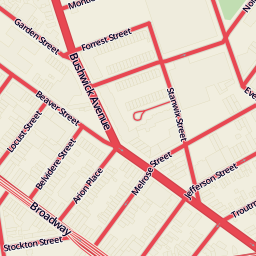 Garden Street
Forrest Street
Bushwick Avenue
Beaver Street
Stanwix Street
Locust Street
Belvidere Street
Arion Place
Melrose Street
Jefferson Street
Broadway
Stockton Street